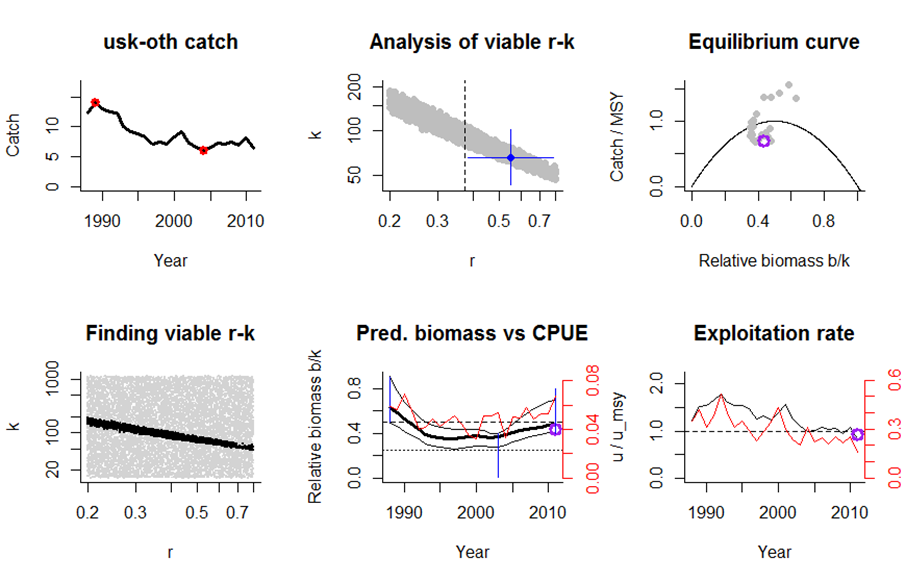 usk-oth catch
Catch
0 5 10
1990 2000 2010
Year
Analysis of viable r-k
k
50 100 200
0.2 0.3 0.5 0.7
r
Equilibrium curve
Catch / MSY
0.0 1.0
0.0 0.4 0.8
Relative biomass b/k
Finding viable r-k
k
20 100 1000
0.2 0.3 0.5 0.7
r
Pred. biomass vs CPUE
Relative biomass b/k
0.0 0.4 0.8
0.00 0.04 0.08
1990 2000 2010
Year
Exploitation rate
u / u_msy
0.0 1.0 2.0
0.0 0.3 0.6
1990 2000 2010
Year